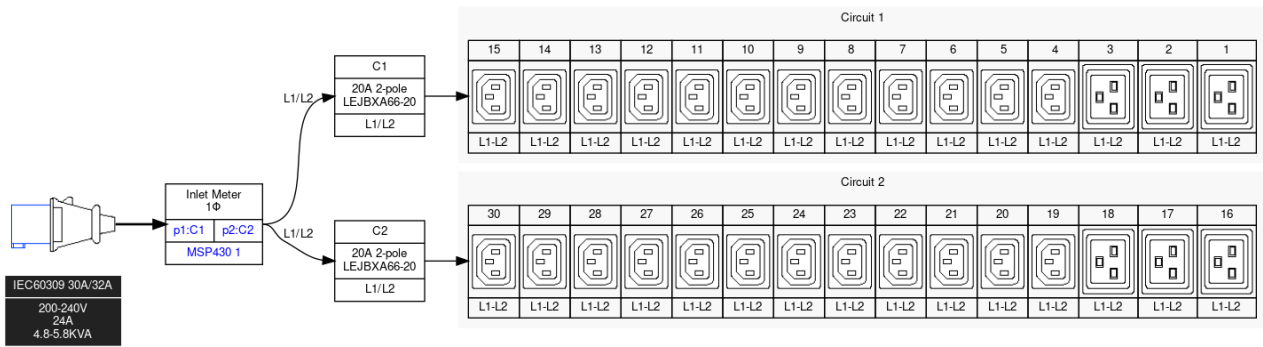 Circuit 1
15 14 13 12 11 10 9 8 7 6 5 4 3 2 1
L1-L2 L1-L2 L1-L2 L1-L2 L1-L2 L1-L2 L1-L2 L1-L2 L1-L2 L1-L2 L1-L2 L1-L2 L1-L2 L1-L2 L1-L2
C1
20A 2-pole
LEJBXA66-20
L1/L2
L1/L2
Inlet Meter
1Φ
p1:C1 p2:C2
MSP430 1
L1/L2
C2
20A 2-pole
LEJBXA66-20
L1/L2
Circuit 2
30 29 28 27 26 25 24 23 22 21 20 19 18 17 16
L1-L2 L1-L2 L1-L2 L1-L2 L1-L2 L1-L2 L1-L2 L1-L2 L1-L2 L1-L2 L1-L2 L1-L2 L1-L2 L1-L2 L1-L2
IEC60309 30A/32A
200-240V
24A
4.8-5.8KVA